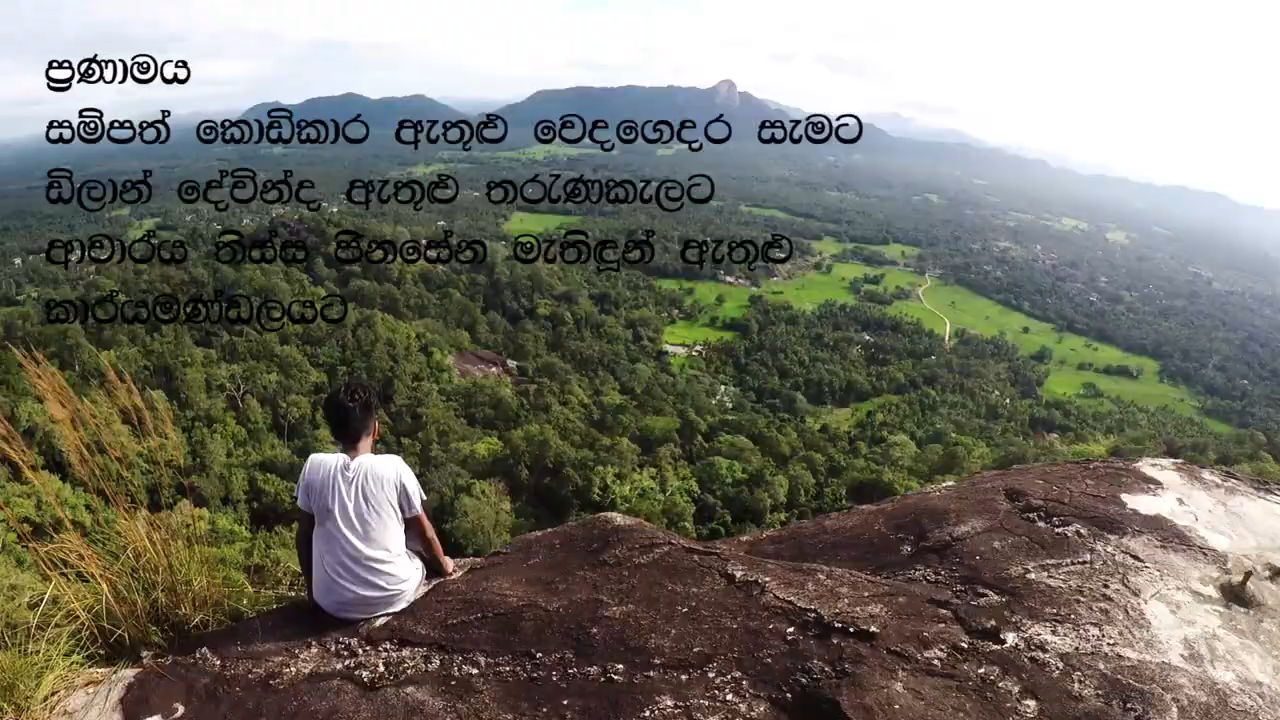 ප්‍රණාමය
සම්පත් කොඩිකාර ඇතුළු වෙදගෙදර සැමට
ඩිලාන් දේවින්ද ඇතුළු තරැණකැලට
ආචාර්ය තිස්ස ජිනසේන මැතිඳූන් ඇතුළු
කාර්යමණ්ඩලයට